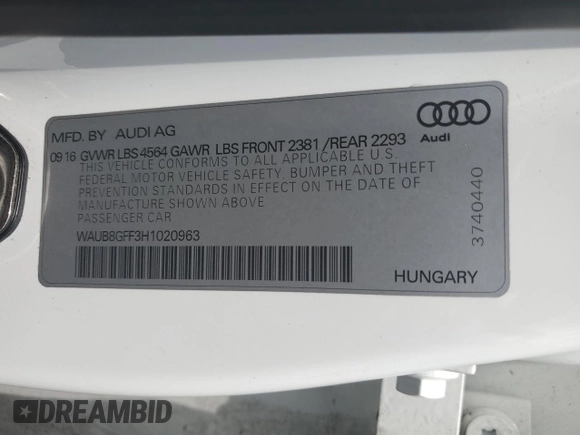 MFD. BY AUDI AG
09 16 GVWR LBS 4564 GAWR LBS FRONT 2381 /REAR 2293
THIS VEHICLE CONFORMS TO ALL APPLICABLE U.S.
FEDERAL MOTOR VEHICLE SAFETY, BUMPER AND THEFT
PREVENTION STANDARDS IN EFFECT ON THE DATE OF
MANUFACTURE SHOWN ABOVE
PASSENGER CAR
WAUB8GFF3H1020963
Audi
3740440
HUNGARY
DREAMBID